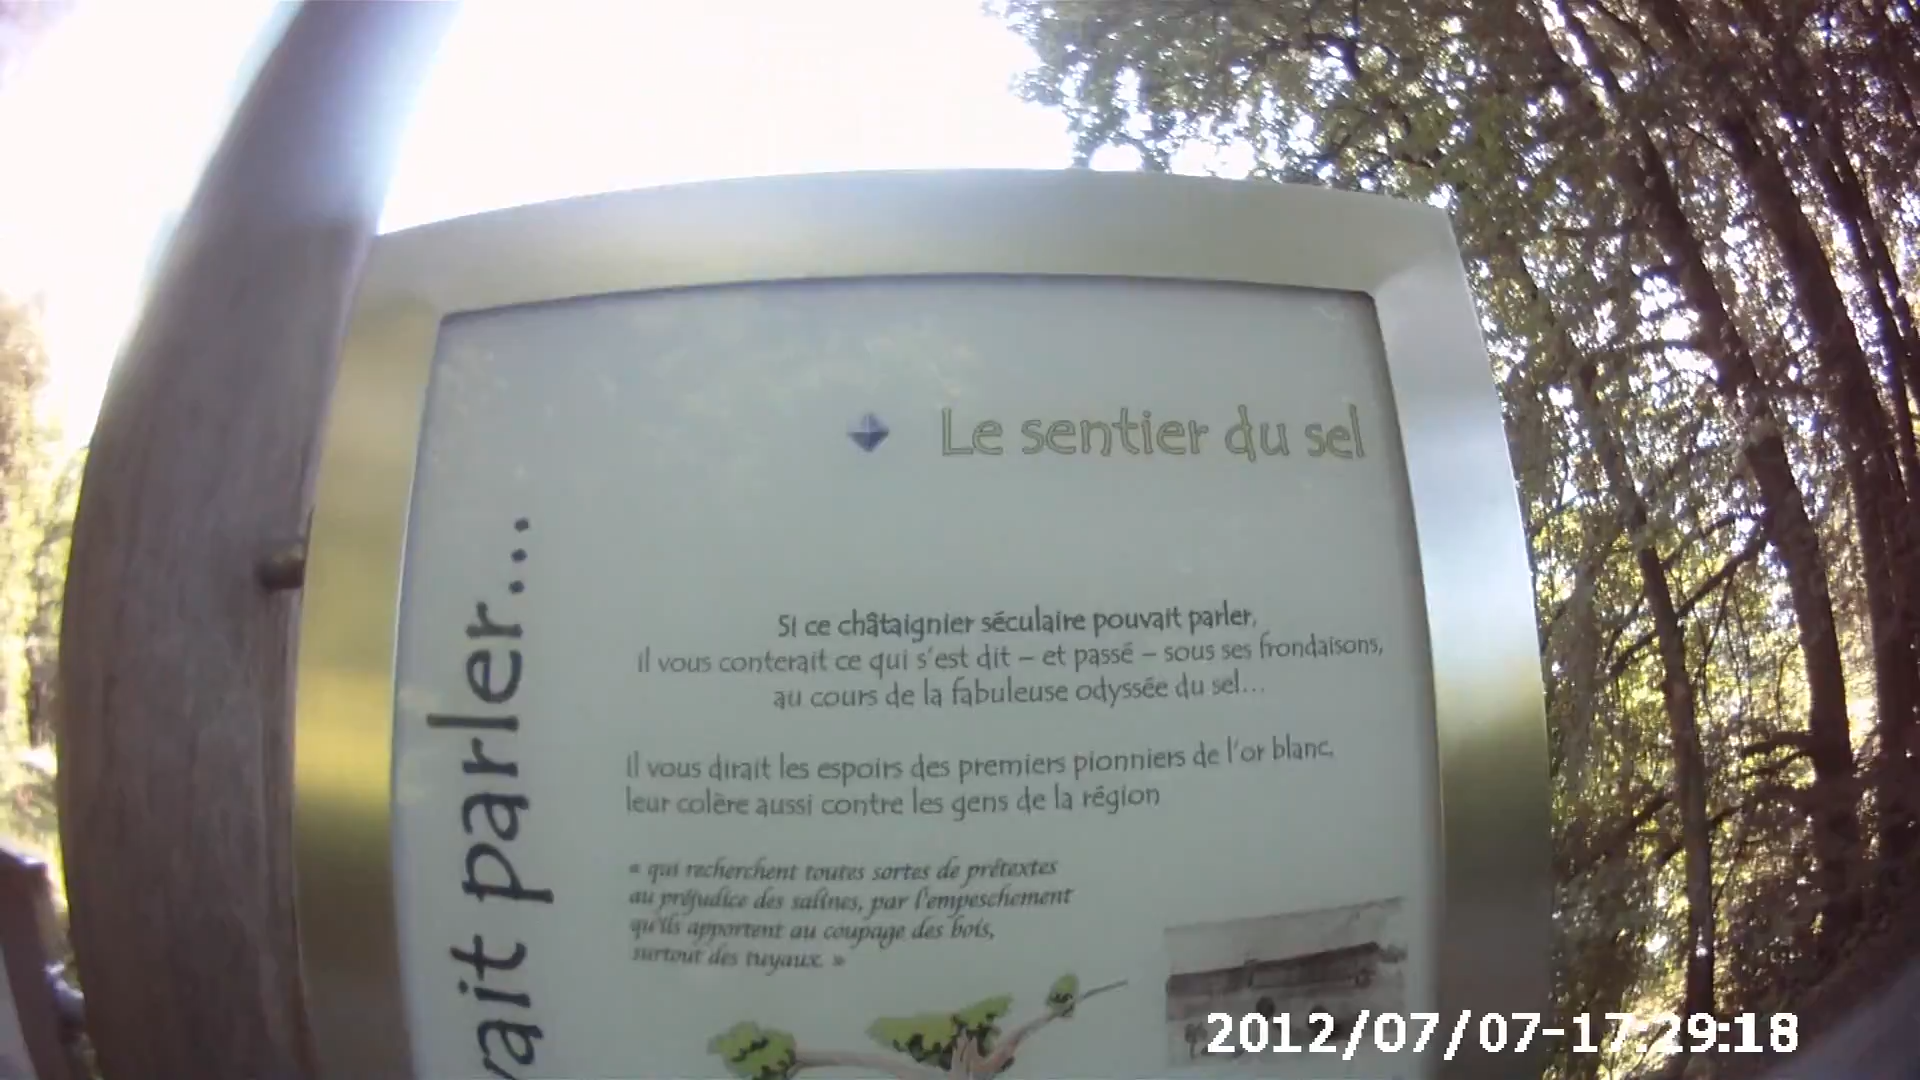 Le sentier du sel
vait parler...
Si ce châtaignier séculaire pouvait parler,
il vous conterait ce qui s'est dit – et passé – sous ses frondaisons,
au cours de la fabuleuse odyssée du sel...
Il vous dirait les espoirs des premiers pionniers de l'or blanc,
leur colère aussi contre les gens de la région
« qui recherchent toutes sortes de prétextes
au préjudice des salines, par l'empeschement
qu'ils apportent au coupage des bois,
surtout des tuyaux. »
2012/07/07-17:29:18